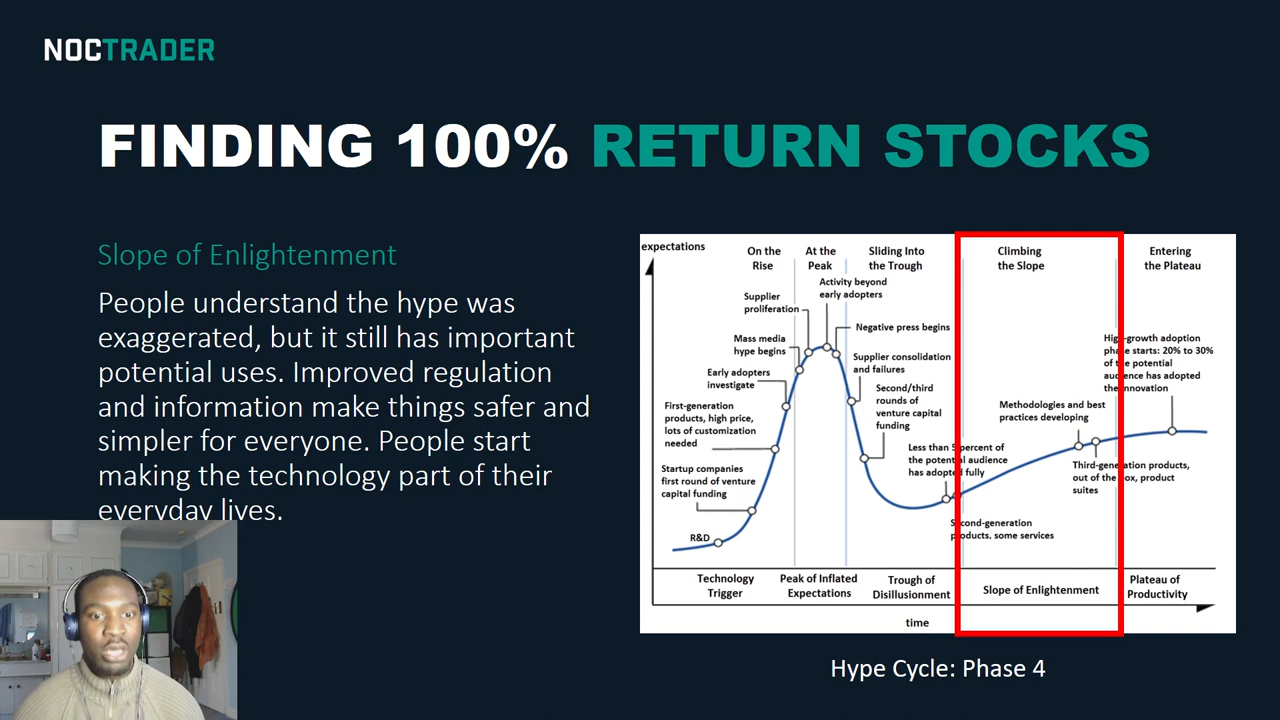 NOCTRADER
FINDING 100% RETURN STOCKS
Slope of Enlightenment
People understand the hype was
exaggerated, but it still has important
potential uses. Improved regulation
and information make things safer and
simpler for everyone. People start
making the technology part of their
everyday lives.
expectations
On the
Rise
At the
Peak
Sliding Into
the Trough
Climbing
the Slope
Entering
the Plateau
Activity beyond
early adopters
Supplier
proliferation
Negative press begins
Mass media
hype begins
Supplier consolidation
and failures
Early adopters
investigate
Second/third
rounds of
venture capital
funding
First-generation
products, high price,
lots of customization
needed
Less than 5 percent of
the potential audience
has adopted fully
Startup companies
first round of venture
capital funding
R&D
Second-generation
products, some services
Methodologies and best
practices developing
Third-generation products,
out of the box, product
suites
High-growth adoption
phase starts: 20% to 30%
of the potential
audience has adopted
the innovation
Technology
Trigger
Peak of Inflated
Expectations
Trough of
Disillusionment
Slope of Enlightenment
Plateau of
Productivity
time
Hype Cycle: Phase 4